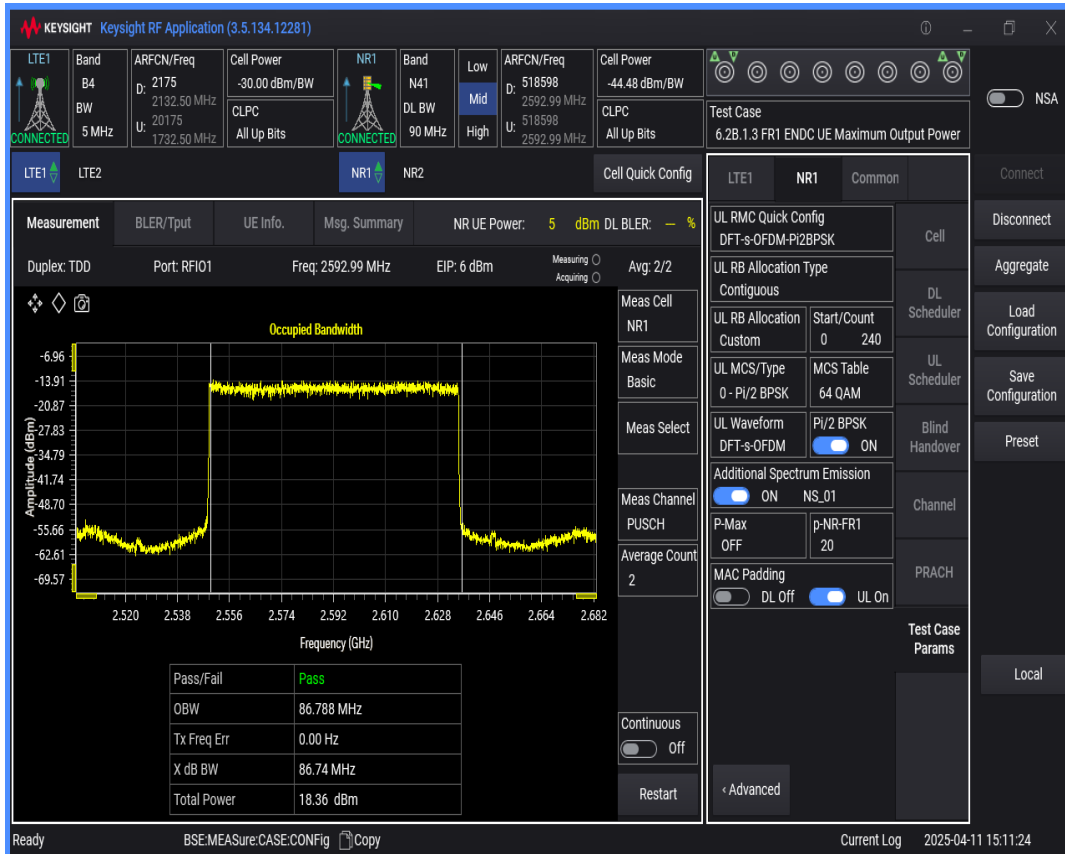 KEYSIGHT Keysight RF Application (3.5.134.12281)
LTE1 Band ARFCN/Freq Cell Power NR1 Band Low ARFCN/Freq Cell Power
B4 D: 2175 -30.00 dBm/BW N41 Mid D: 518598 -44.48 dBm/BW
2132.50 MHz 2592.99 MHz
BW U: 20175 CLPC DL BW High U: 518598 CLPC Test Case
CONNECTED 5 MHz 1732.50 MHz All Up Bits CONNECTED 90 MHz 2592.99 MHz All Up Bits 6.2B.1.3 FR1 ENDC UE Maximum Output Power
NSA
LTE1 LTE2 NR1 NR2 Cell Quick Config LTE1 NR1 Common Connect
Measurement BLER/Tput UE Info. Msg. Summary NR UE Power: 5 dBm DL BLER: — %
Duplex: TDD Port: RFIO1 Freq: 2592.99 MHz EIP: 6 dBm Measuring Avg: 2/2
Acquiring
Occupied Bandwidth
Amplitude (dBm)
-6.96
-13.91
-20.87
-27.83
-34.79
-41.74
-48.70
-55.66
-62.61
-69.57
2.520 2.538 2.556 2.574 2.592 2.610 2.628 2.646 2.664 2.682
Frequency (GHz)
Pass/Fail Pass
OBW 86.788 MHz
Tx Freq Err 0.00 Hz
X dB BW 86.74 MHz
Total Power 18.36 dBm
Meas Cell
NR1
Meas Mode
Basic
Meas Select
Meas Channel
PUSCH
Average Count
2
Continuous
Off
Restart
UL RMC Quick Config
DFT-s-OFDM-Pi2BPSK
UL RB Allocation Type
Contiguous
UL RB Allocation Start/Count
Custom 0 240
UL MCS/Type MCS Table
0 - Pi/2 BPSK 64 QAM
UL Waveform Pi/2 BPSK
DFT-s-OFDM ON
Additional Spectrum Emission
ON NS_01
P-Max p-NR-FR1
OFF 20
MAC Padding
DL Off UL On
‹ Advanced
Cell
DL
Scheduler
UL
Scheduler
Blind
Handover
Channel
PRACH
Test Case
Params
Disconnect
Aggregate
Load
Configuration
Save
Configuration
Preset
Local
Ready BSE:MEASure:CASE:CONFig Copy Current Log 2025-04-11 15:11:24